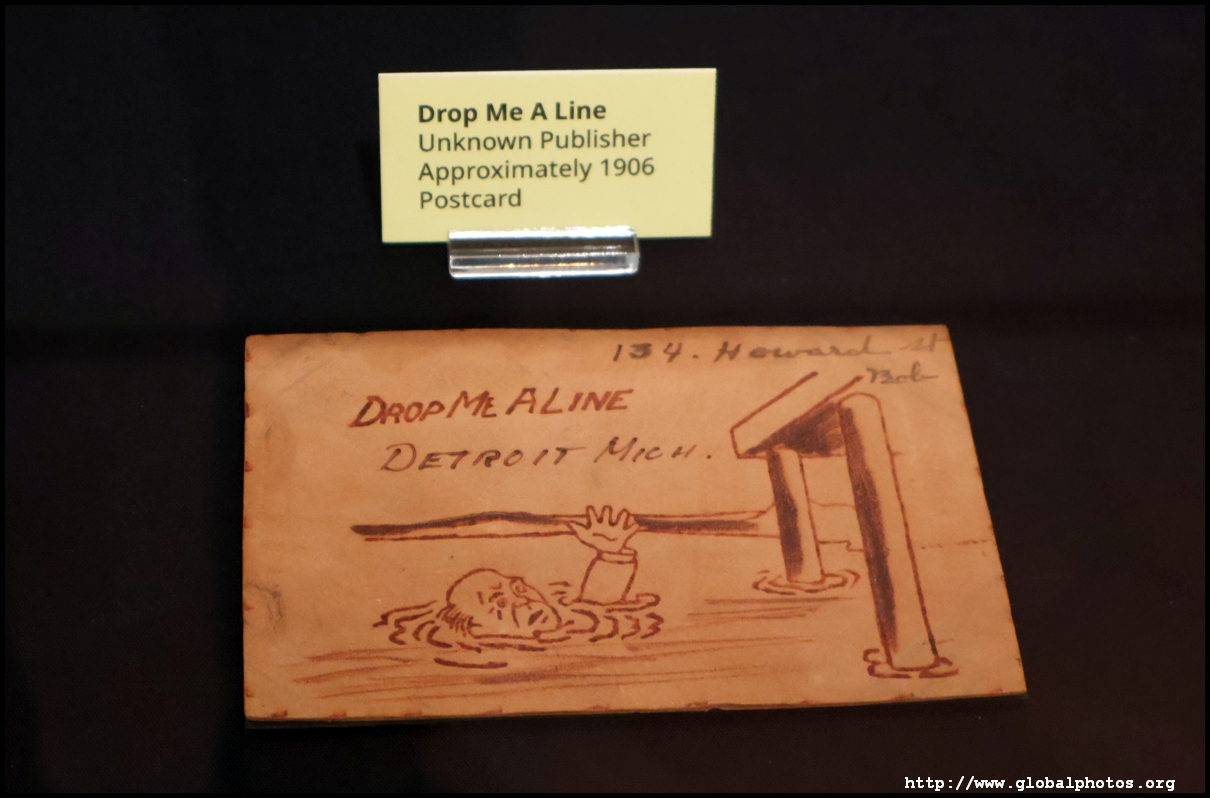 Drop Me A Line
Unknown Publisher
Approximately 1906
Postcard
134. Howard st
Bob
DROP ME A LINE
DETROIT MICH.
http://www.globalphotos.org